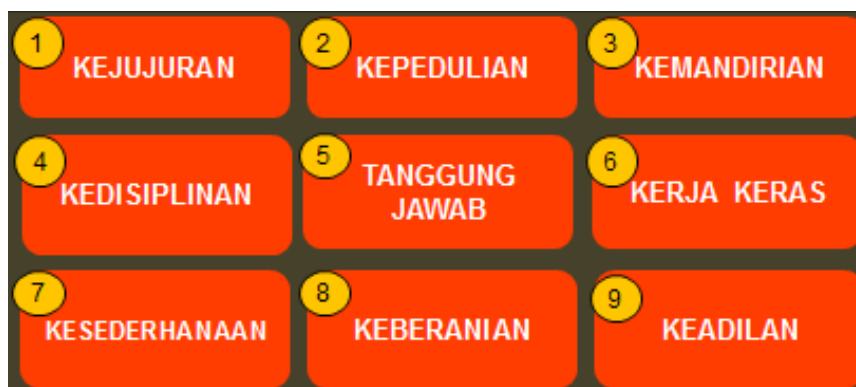 1
KEJUJURAN
2
KEPEDULIAN
3
KEMANDIRIAN
4
KEDISIPLINAN
5
TANGGUNG
JAWAB
6
KERJA KERAS
7
KESEDERHANAAN
8
KEBERANIAN
9
KEADILAN